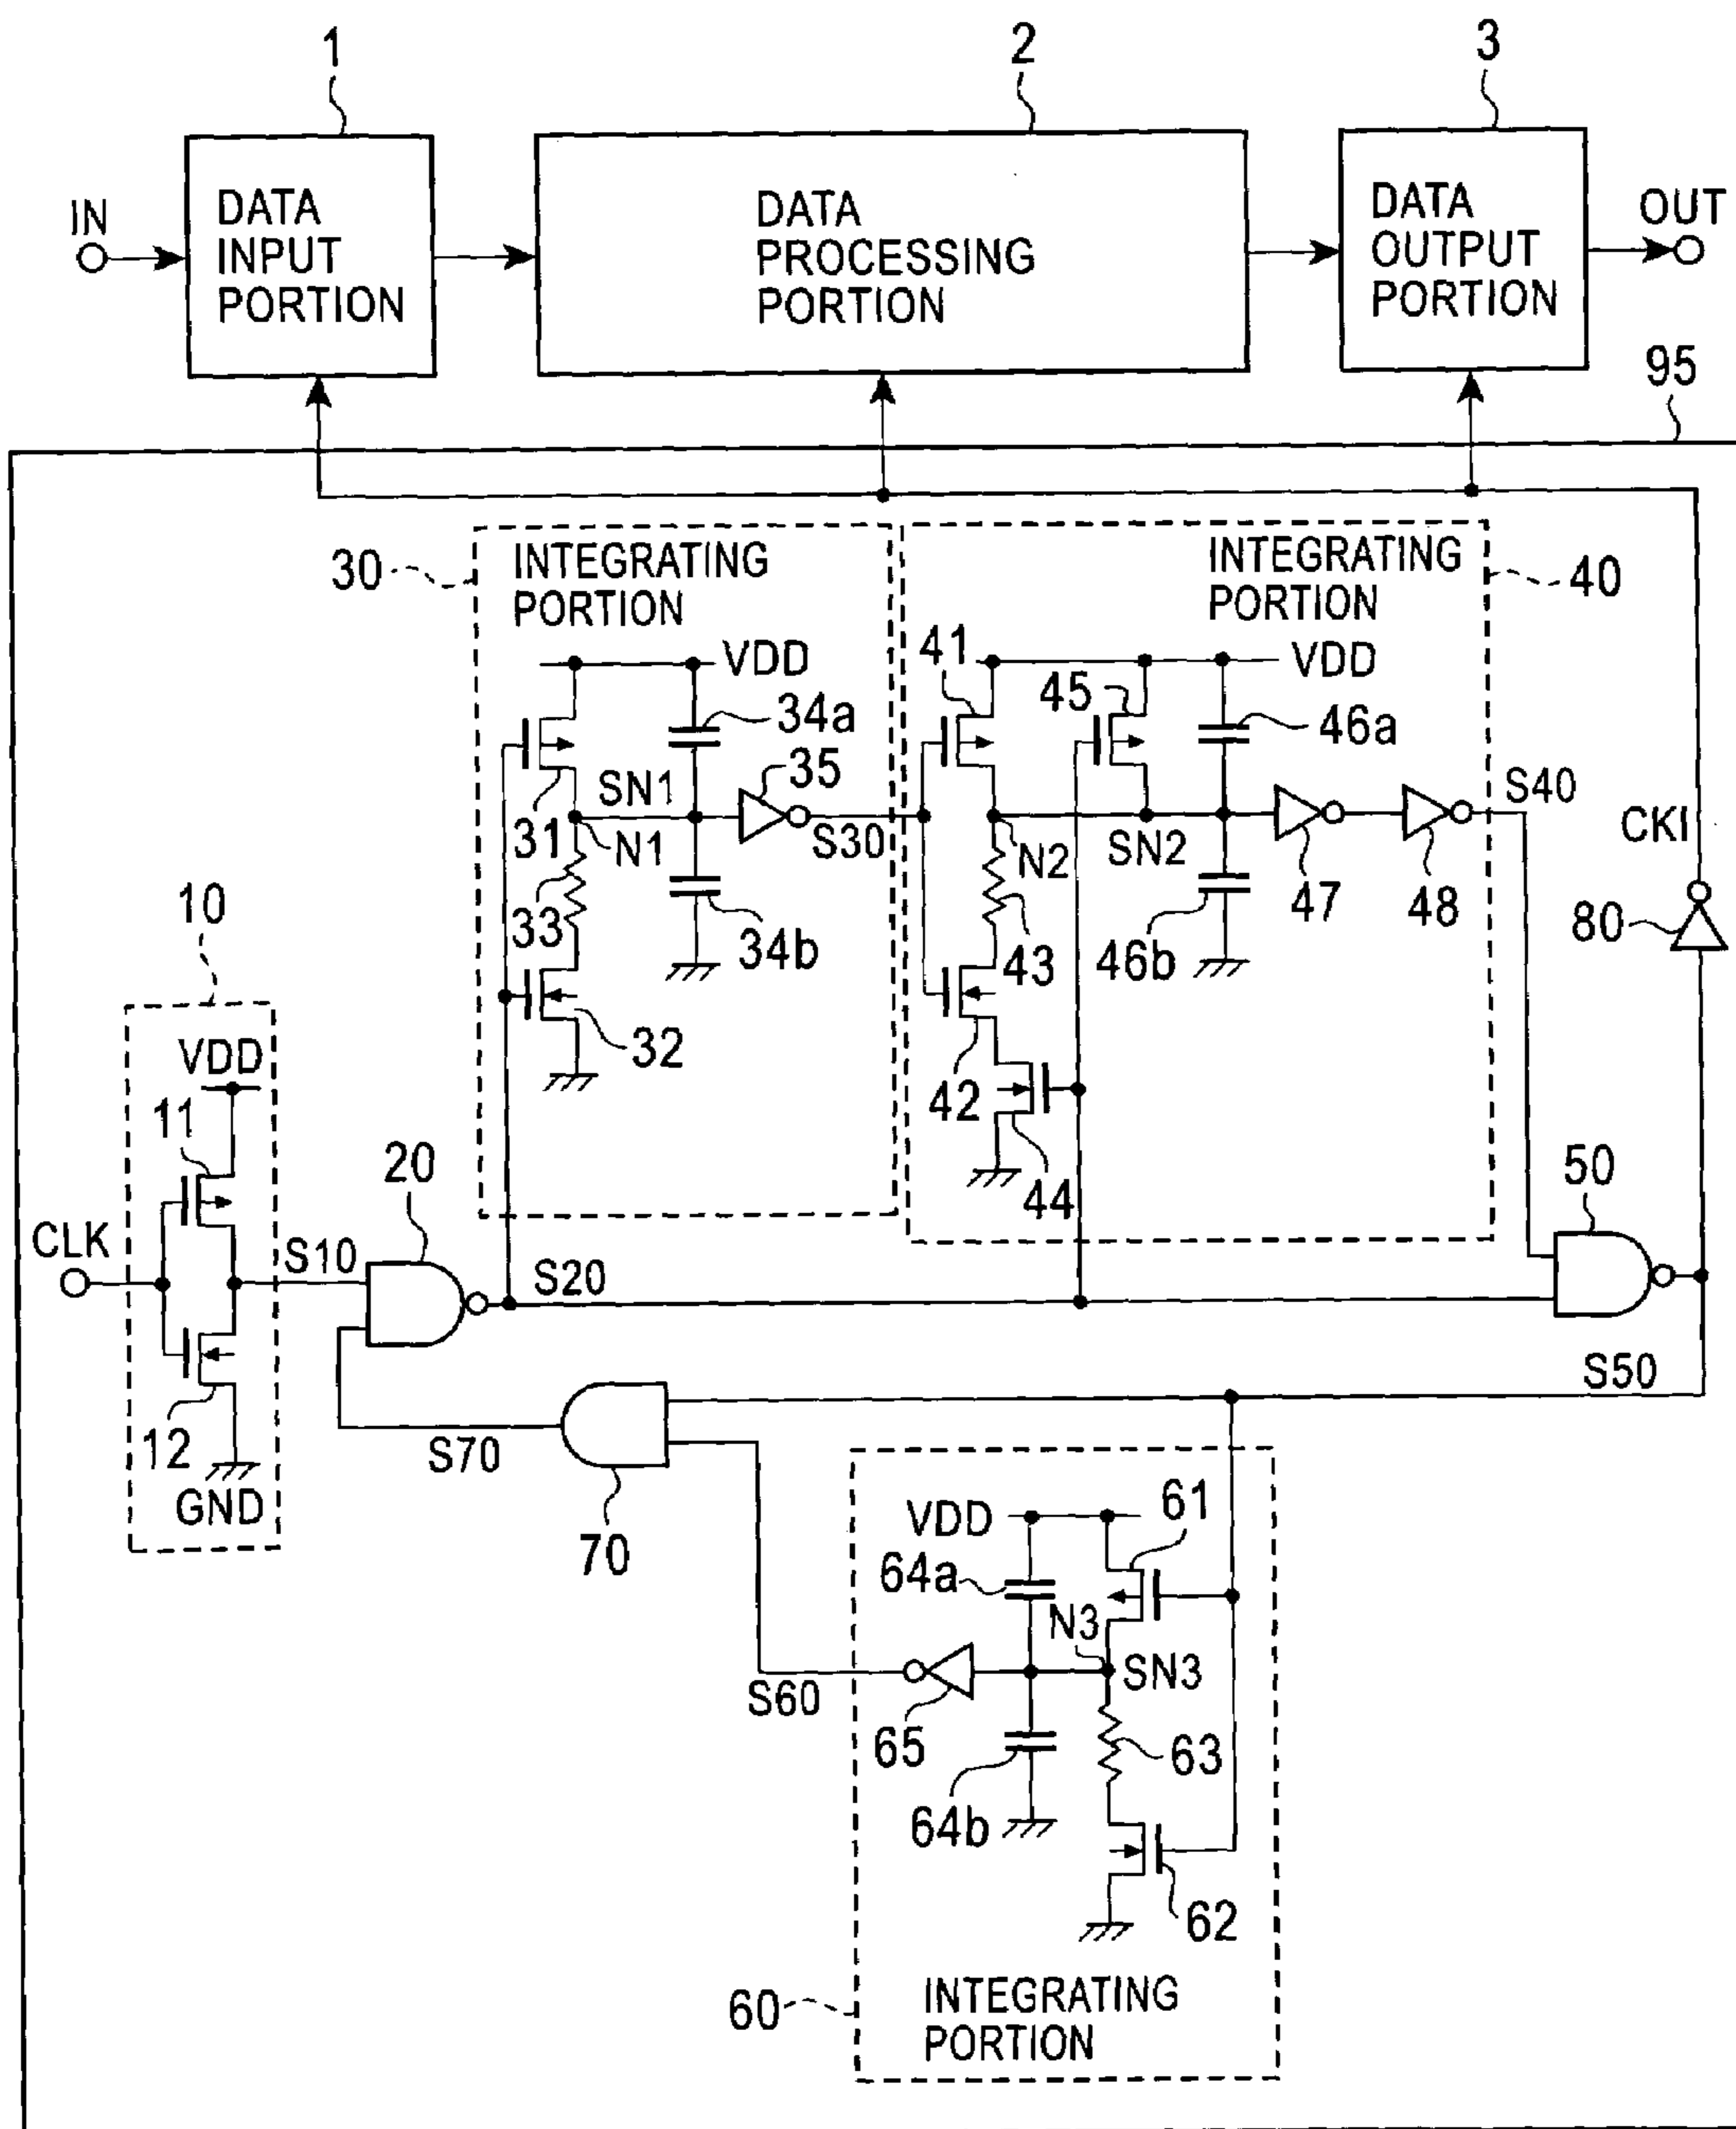 1
2
3
IN
DATA
INPUT
PORTION
DATA
PROCESSING
PORTION
DATA
OUTPUT
PORTION
OUT
95
30
INTEGRATING
PORTION
INTEGRATING
PORTION
40
VDD
41
VDD
34a
45
46a
35
SN1
S40
31
N1
S30
N2
SN2
CKI
33
47
48
80
10
34b
43
46b
32
VDD
42
11
20
44
50
CLK
S10
S20
S50
12
S70
GND
61
VDD
70
64a
N3
SN3
S60
65
63
64b
62
60
INTEGRATING
PORTION